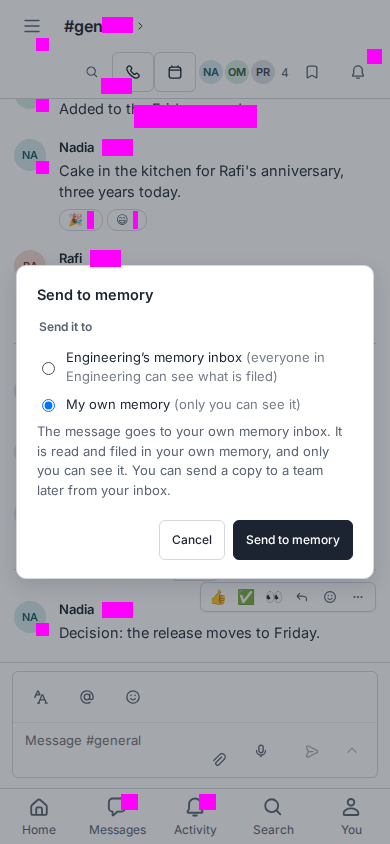 #gen
NA OM PR 4
Added to th
Nadia
NA
Cake in the kitchen for Rafi's anniversary,
three years today.
Rafi
Send to memory
Send it to
Engineering's memory inbox (everyone in
Engineering can see what is filed)
My own memory (only you can see it)
The message goes to your own memory inbox. It
is read and filed in your own memory, and only
you can see it. You can send a copy to a team
later from your inbox.
Cancel Send to memory
Nadia
NA
Decision: the release moves to Friday.
Message #general
Home Messages Activity Search You